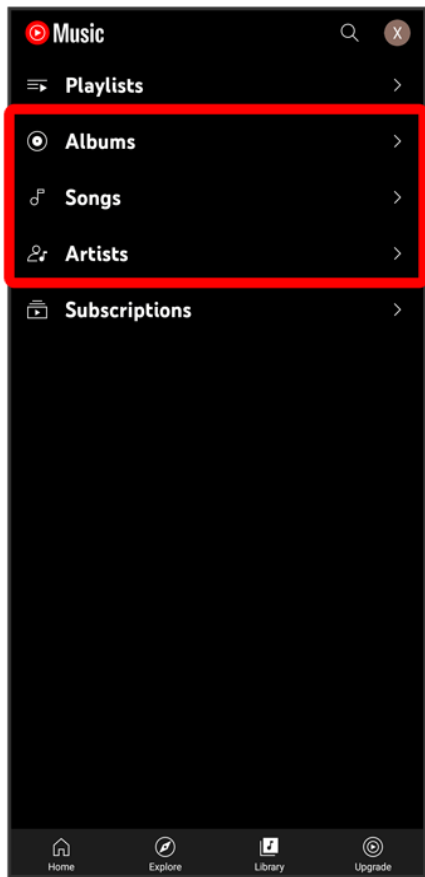 Music
X
Playlists
Albums
Songs
Artists
Subscriptions
Home Explore Library Upgrade